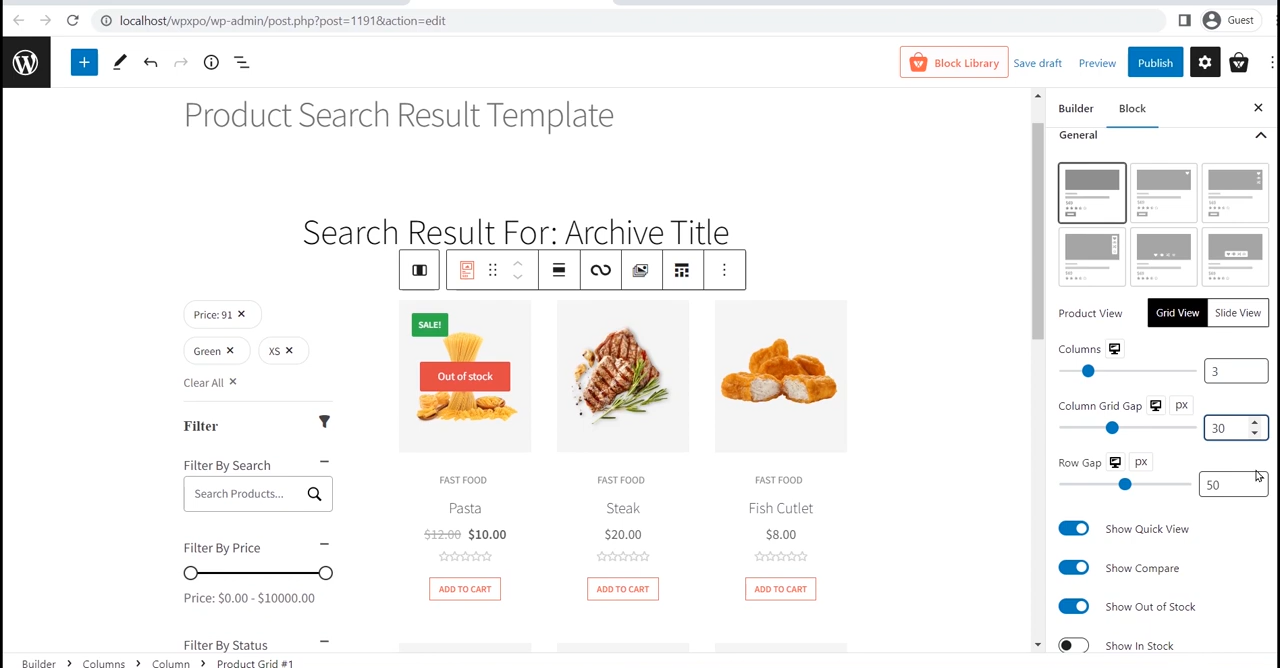 localhost/wpxpo/wp-admin/post.php?post=1191&action=edit
Guest
Block Library
Save draft
Preview
Publish
Product Search Result Template
Search Result For: Archive Title
Price: 91
Green
XS
Clear All
Filter
Filter By Search
Search Products...
Filter By Price
Price: $0.00 - $10000.00
Filter By Status
SALE!
Out of stock
FAST FOOD
Pasta
$12.00 $10.00
ADD TO CART
FAST FOOD
Steak
$20.00
ADD TO CART
FAST FOOD
Fish Cutlet
$8.00
ADD TO CART
Builder
Block
General
Product View
Grid View
Slide View
Columns
3
Column Grid Gap
px
30
Row Gap
px
50
Show Quick View
Show Compare
Show Out of Stock
Show In Stock
Builder
Columns
Column
Product Grid #1